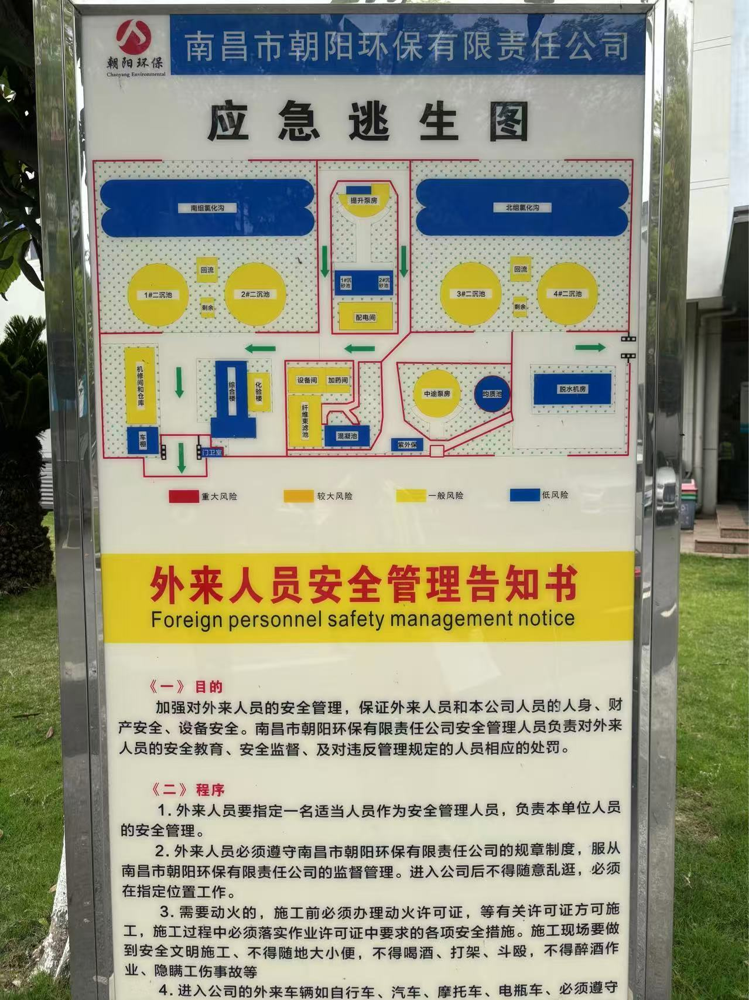 朝阳环保
Chaoyang Environmental
南昌市朝阳环保有限责任公司
应急逃生图
提升泵房
南组氯化沟
北组氯化沟
回流
回流
1#二沉池
2#二沉池
1#沉砂池
2#沉砂池
3#二沉池
4#二沉池
剩余
剩余
配电间
机修间和仓库
综合楼
化验楼
设备间
加药间
中途泵房
均质池
脱水机房
纤维束滤池
混凝池
车棚
门卫室
紫外保
重大风险
较大风险
一般风险
低风险
外来人员安全管理告知书
Foreign personnel safety management notice
《一》目的
加强对外来人员的安全管理，保证外来人员和本公司人员的人身、财
产安全、设备安全。南昌市朝阳环保有限责任公司安全管理人员负责对外来
人员的安全教育、安全监督、及对违反管理规定的人员相应的处罚。
《二》程序
1.外来人员要指定一名适当人员作为安全管理人员，负责本单位人员
的安全管理。
2.外来人员必须遵守南昌市朝阳环保有限责任公司的规章制度，服从
南昌市朝阳环保有限责任公司的监督管理。进入公司后不得随意乱逛，必须
在指定位置工作。
3.需要动火的，施工前必须办理动火许可证，等有关许可证方可施
工，施工过程中必须落实作业许可证中要求的各项安全措施。施工现场要做
到安全文明施工、不得随地大小便，不得喝酒、打架、斗殴，不得醉酒作
业、隐瞒工伤事故等
4.进入公司的外来车辆如自行车、汽车、摩托车、电瓶车、必须遵守